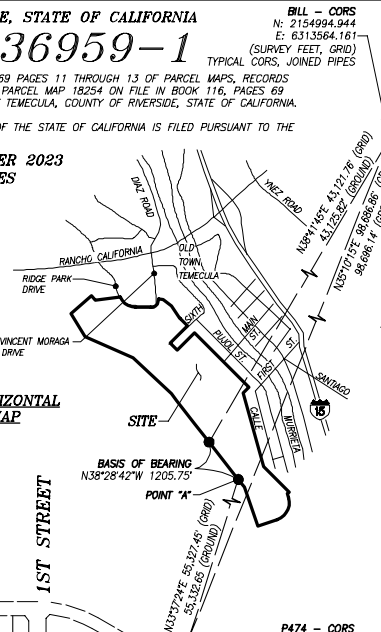 E, STATE OF CALIFORNIA
36959-1
BILL - CORS
N: 2154994.944
E: 6313564.161
(SURVEY FEET, GRID)
TYPICAL CORS, JOINED PIPES
69 PAGES 11 THROUGH 13 OF PARCEL MAPS, RECORDS
PARCEL MAP 18254 ON FILE IN BOOK 116, PAGES 69
TEMECULA, COUNTY OF RIVERSIDE, STATE OF CALIFORNIA.
OF THE STATE OF CALIFORNIA IS FILED PURSUANT TO THE
ER 2023
ES
DIAZ ROAD
YNEZ ROAD
N38°41'45"E 43,121.76' (GRID)
43,125.82' (GROUND)
N35°10'15"E 98,686.86' (GR
98,696.14' (GROUND)
RANCHO CALIFORNIA
OLD
TOWN
TEMECULA
RIDGE PARK
DRIVE
SIXTH
MAIN
ST.
VINCENT MORAGA
DRIVE
PUJOL ST.
FIRST
ST.
SANTIAGO
15
IZONTAL
AP
SITE
CALLE
MURRIETA
BASIS OF BEARING
N38°28'42"W 1205.75'
POINT "A"
1ST STREET
N33°37'24"E 55,327.45' (GRID)
55,332.65 (GROUND)
P474 - CORS